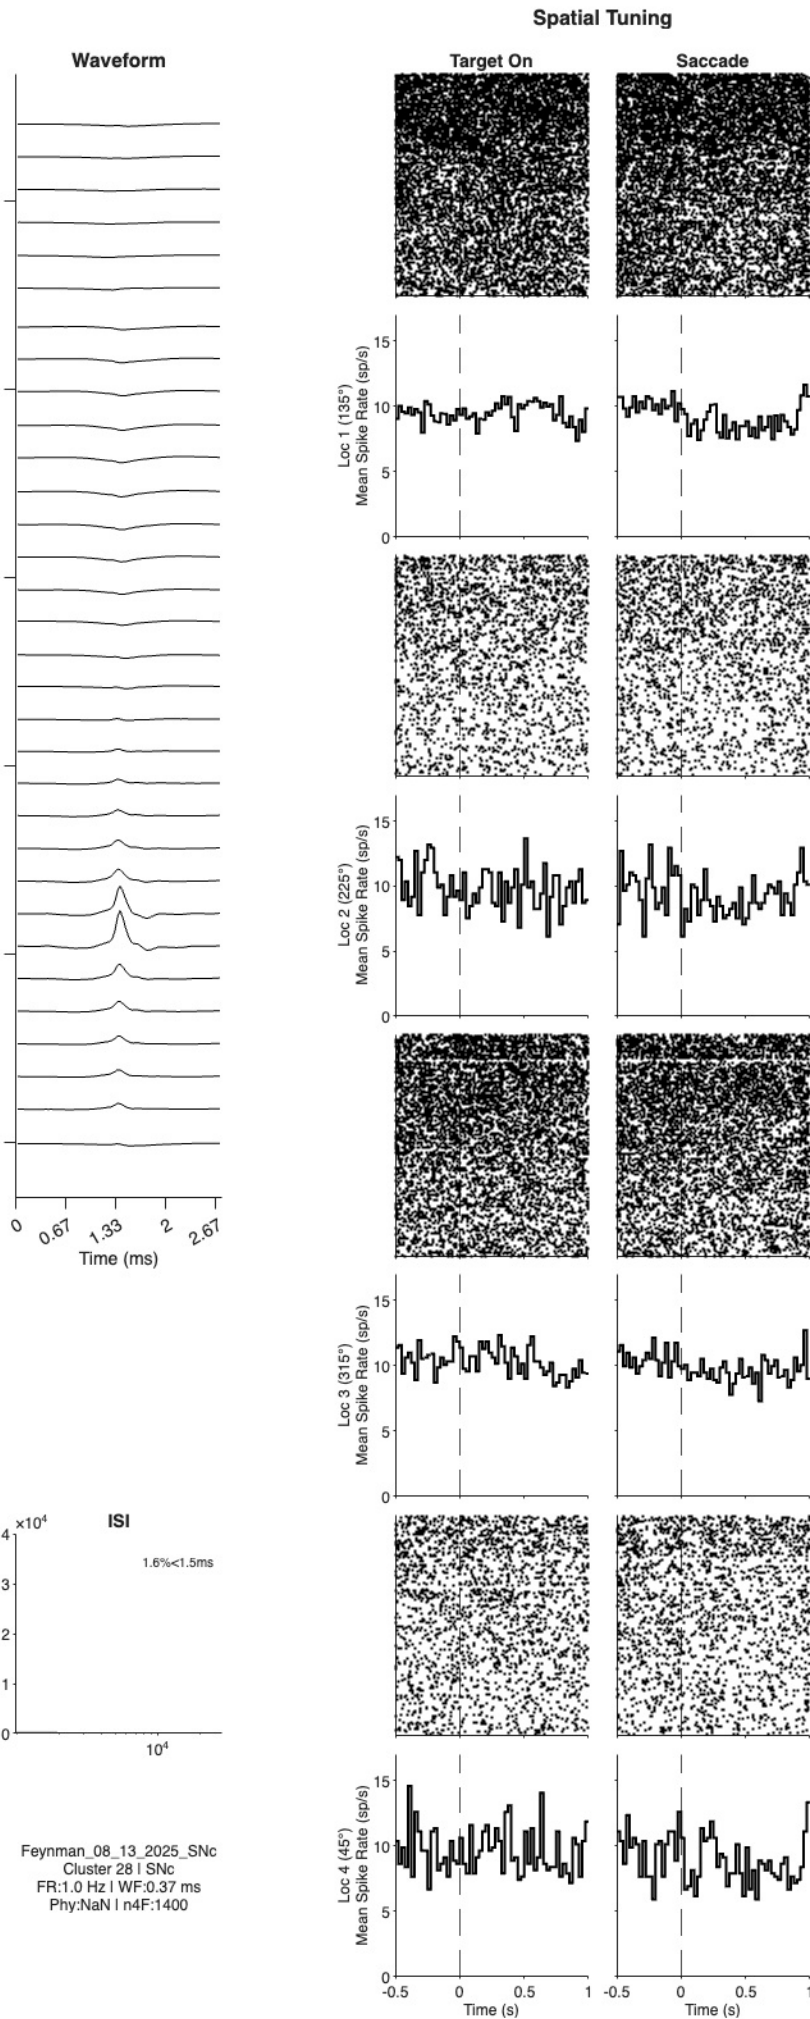 Spatial Tuning
Waveform
Target On
Saccade
15
10
5
0
Loc 1 (135°)
Mean Spike Rate (sp/s)
15
10
5
0
Loc 2 (225°)
Mean Spike Rate (sp/s)
0
0.67
1.33
2
2.67
Time (ms)
15
10
5
0
Loc 3 (315°)
Mean Spike Rate (sp/s)
×10⁴
ISI
4
3
2
1
0
1.6%<1.5ms
10⁴
Feynman_08_13_2025_SNc
Cluster 28 | SNc
FR:1.0 Hz | WF:0.37 ms
Phy:NaN | n4F:1400
15
10
5
0
Loc 4 (45°)
Mean Spike Rate (sp/s)
-0.5 0 0.5 1
Time (s)
-0.5 0 0.5 1
Time (s)